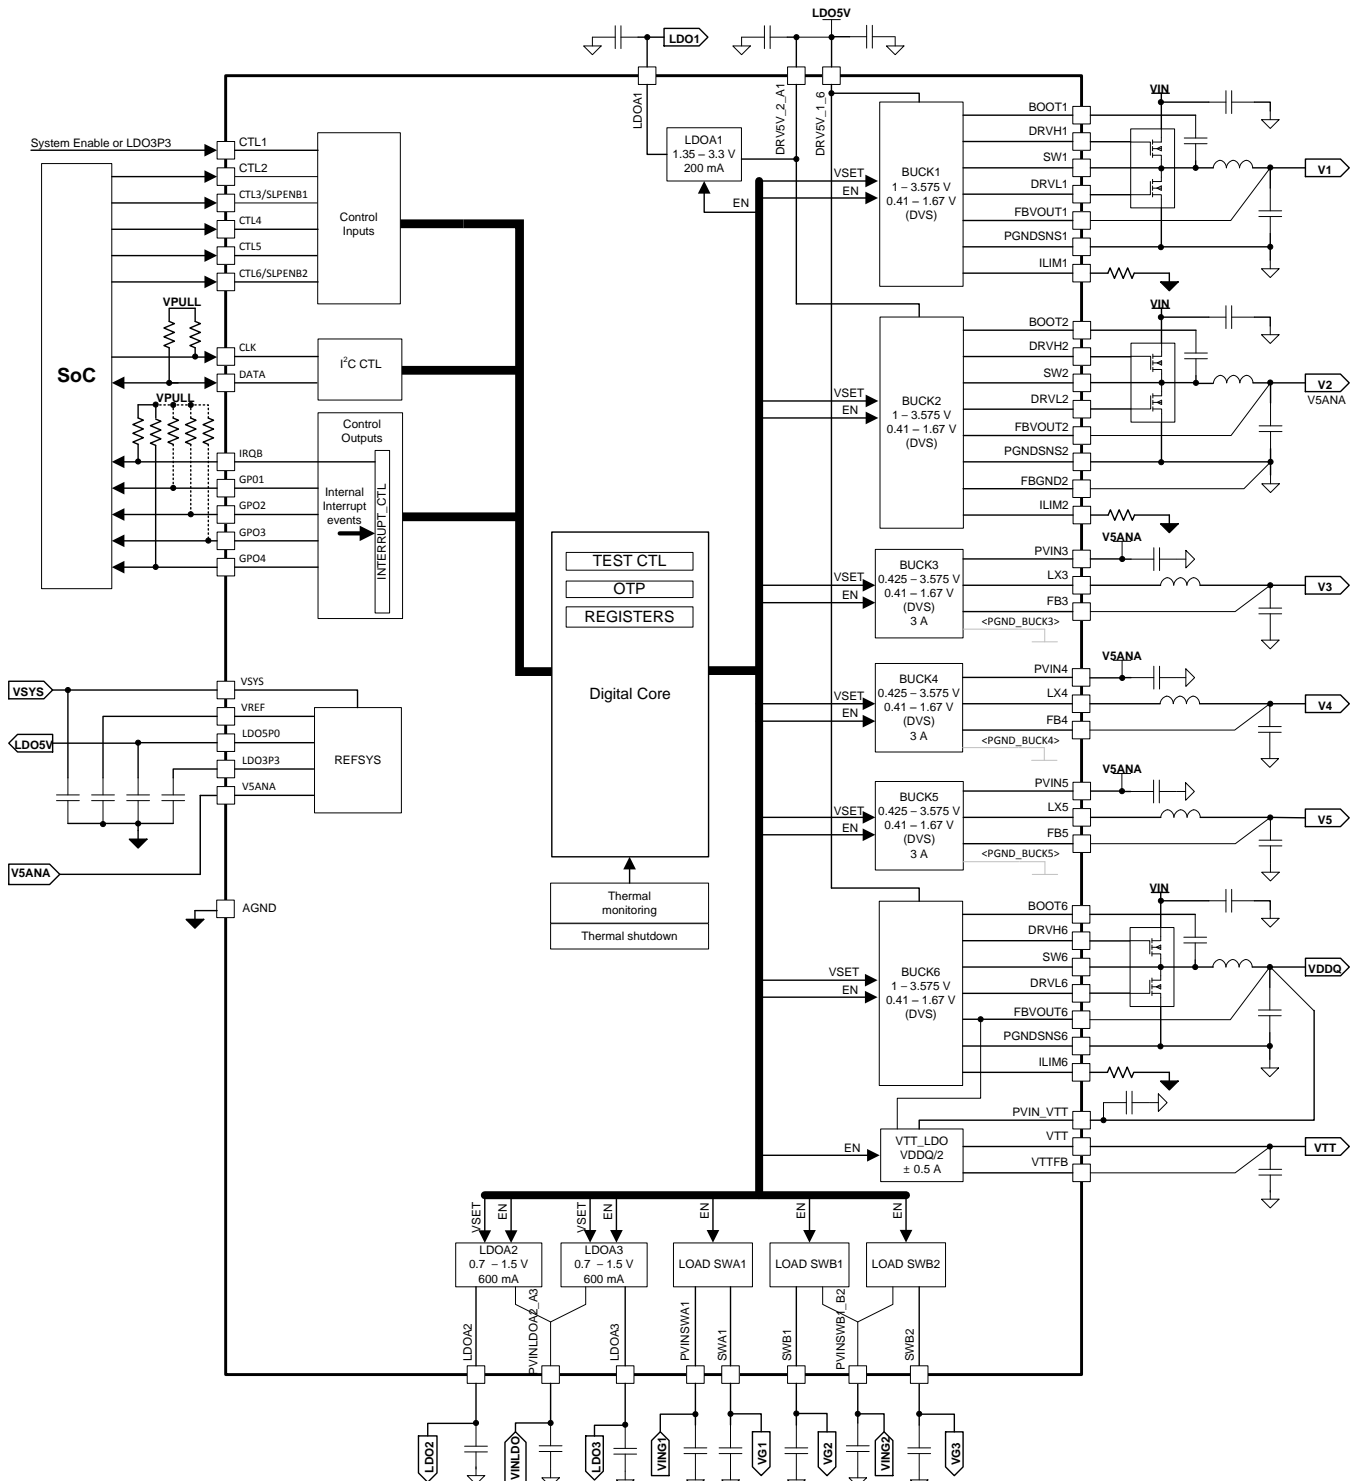 LDO5V
LDO1
LDOA1
DRV5V_2_A1
DRV5V_1_6
LDOA1
1.35 – 3.3 V
200 mA
EN
System Enable or LDO3P3
SoC
CTL1
CTL2
CTL3/SLPENB1
CTL4
CTL5
CTL6/SLPENB2
Control
Inputs
VPULL
CLK
DATA
I2C CTL
VPULL
IRQB
GP01
GPO2
GPO3
GPO4
Control
Outputs
Internal
Interrupt
events
INTERRUPT_CTL
TEST CTL
OTP
REGISTERS
Digital Core
Thermal
monitoring
Thermal shutdown
VSYS
LDO5V
V5ANA
VSYS
VREF
LDO5P0
LDO3P3
V5ANA
REFSYS
AGND
VSET
EN
BUCK1
1 – 3.575 V
0.41 – 1.67 V
(DVS)
BOOT1
DRVH1
SW1
DRVL1
FBVOUT1
PGNDSNS1
ILIM1
VIN
V1
VSET
EN
BUCK2
1 – 3.575 V
0.41 – 1.67 V
(DVS)
BOOT2
DRVH2
SW2
DRVL2
FBVOUT2
PGNDSNS2
FBGND2
ILIM2
VIN
V2
V5ANA
VSET
EN
BUCK3
0.425 – 3.575 V
0.41 – 1.67 V
(DVS)
3 A
PVIN3
LX3
FB3
<PGND_BUCK3>
V5ANA
V3
VSET
EN
BUCK4
0.425 – 3.575 V
0.41 – 1.67 V
(DVS)
3 A
PVIN4
LX4
FB4
<PGND_BUCK4>
V5ANA
V4
VSET
EN
BUCK5
0.425 – 3.575 V
0.41 – 1.67 V
(DVS)
3 A
PVIN5
LX5
FB5
<PGND_BUCK5>
V5ANA
V5
VSET
EN
BUCK6
1 – 3.575 V
0.41 – 1.67 V
(DVS)
BOOT6
DRVH6
SW6
DRVL6
FBVOUT6
PGNDSNS6
ILIM6
VIN
VDDQ
EN
VTT_LDO
VDDQ/2
± 0.5 A
PVIN_VTT
VTT
VTTFB
VTT
VSET
EN
VSET
EN
EN
EN
EN
LDOA2
0.7 – 1.5 V
600 mA
LDOA3
0.7 – 1.5 V
600 mA
LOAD SWA1
LOAD SWB1
LOAD SWB2
LDOA2
PVINLDOA2_A3
LDOA3
PVINSWA1
SWA1
SWB1
PVINSWB1_B2
SWB2
LDO2
VINLDO
LDO3
VING1
VG1
VG2
VING2
VG3